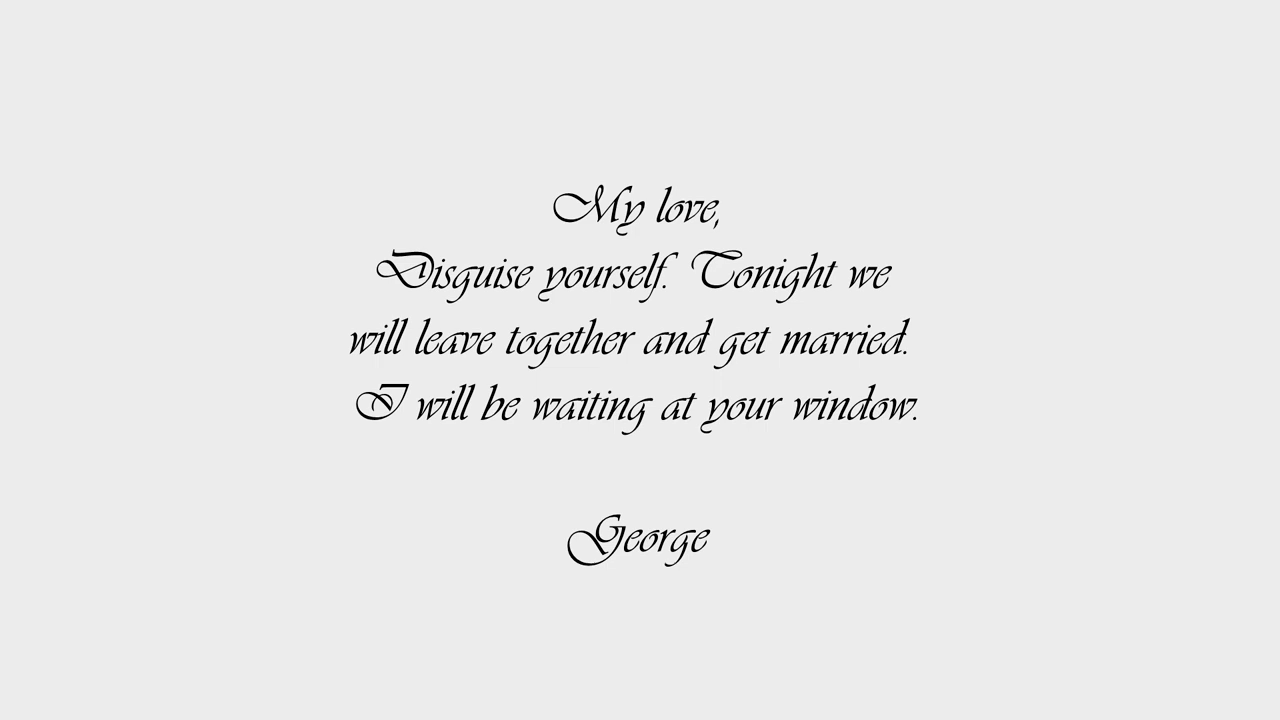 My love,
Disguise yourself. Tonight we
will leave together and get married.
I will be waiting at your window.
George